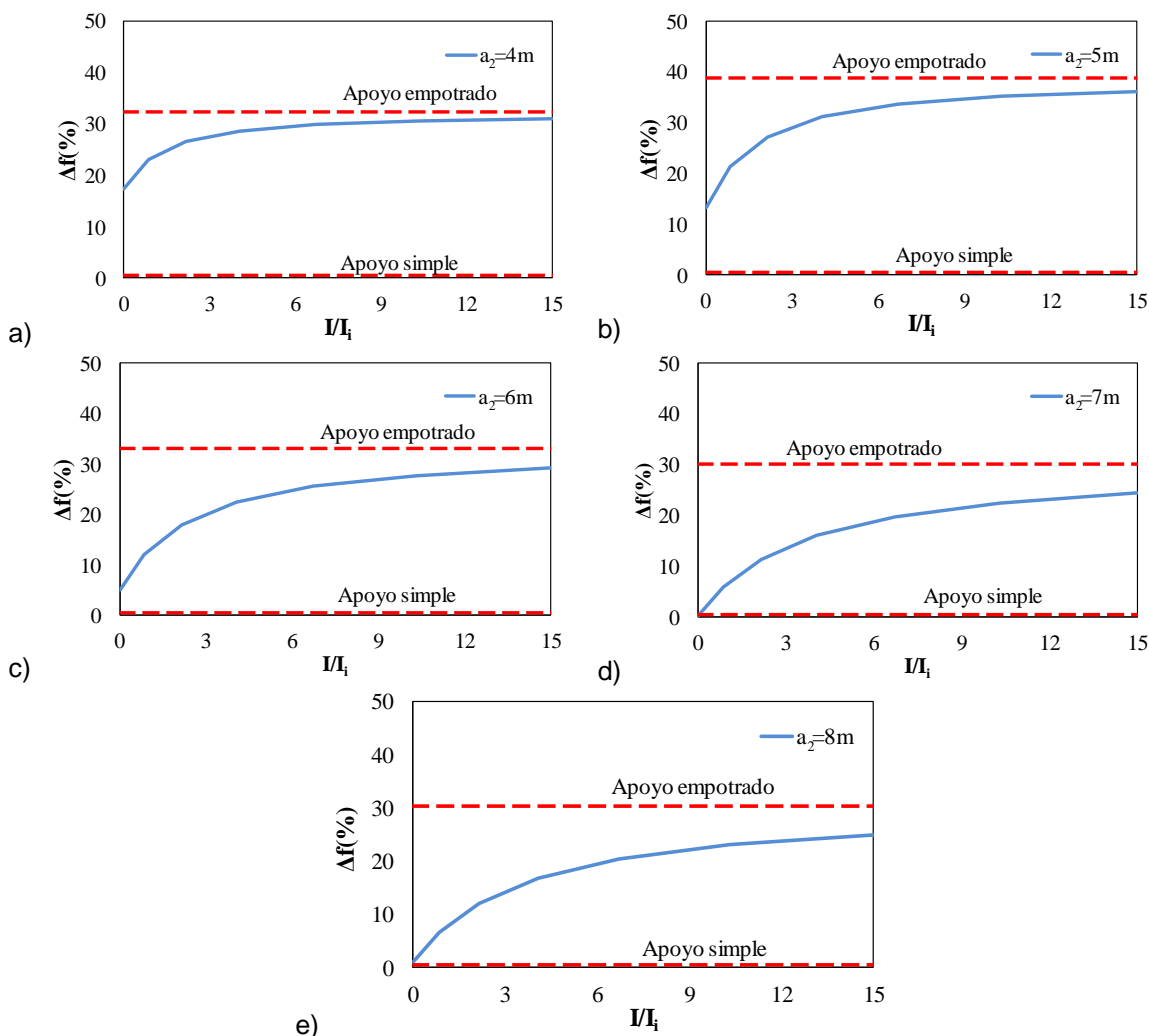 50
40
30
20
10
0
Δf(%)
a₂=4m
Apoyo empotrado
Apoyo simple
0 3 6 9 12 15
I/Iᵢ
a)
50
40
30
20
10
0
Δf(%)
a₂=5m
Apoyo empotrado
Apoyo simple
0 3 6 9 12 15
I/Iᵢ
b)
50
40
30
20
10
0
Δf(%)
a₂=6m
Apoyo empotrado
Apoyo simple
0 3 6 9 12 15
I/Iᵢ
c)
50
40
30
20
10
0
Δf(%)
a₂=7m
Apoyo empotrado
Apoyo simple
0 3 6 9 12 15
I/Iᵢ
d)
50
40
30
20
10
0
Δf(%)
a₂=8m
Apoyo empotrado
Apoyo simple
0 3 6 9 12 15
I/Iᵢ
e)